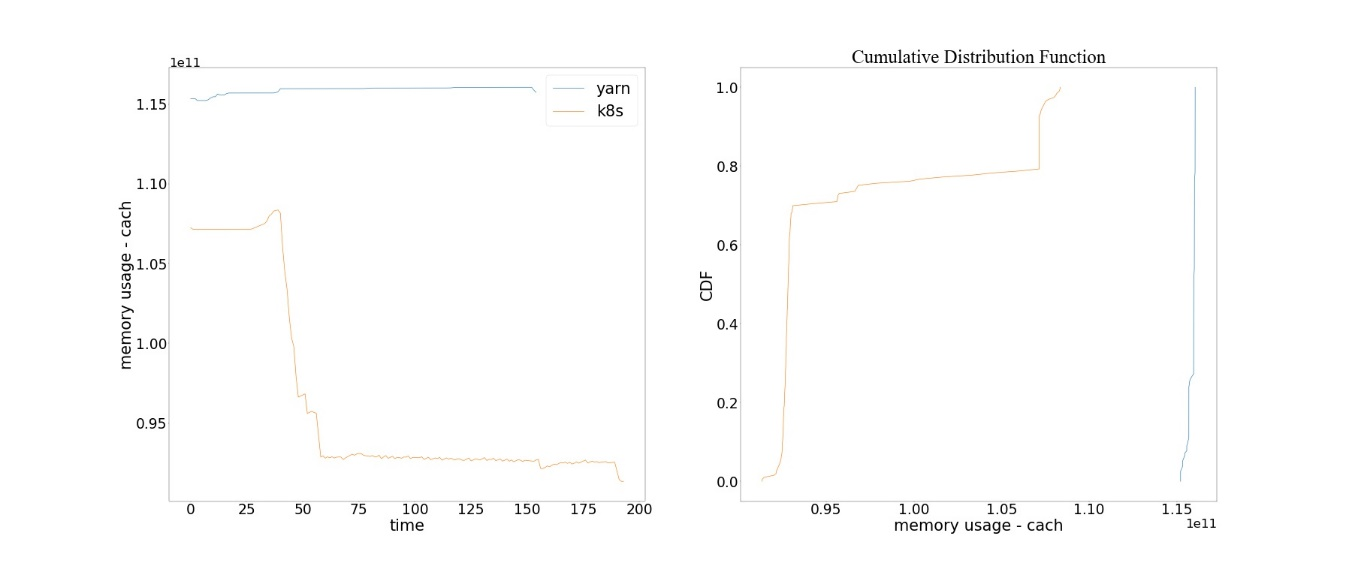 1e11
1.15
1.10
1.05
1.00
0.95
memory usage - cach
0 25 50 75 100 125 150 175 200
time
yarn
k8s
Cumulative Distribution Function
1.0
0.8
0.6
0.4
0.2
0.0
CDF
0.95 1.00 1.05 1.10 1.15
memory usage - cach
1e11